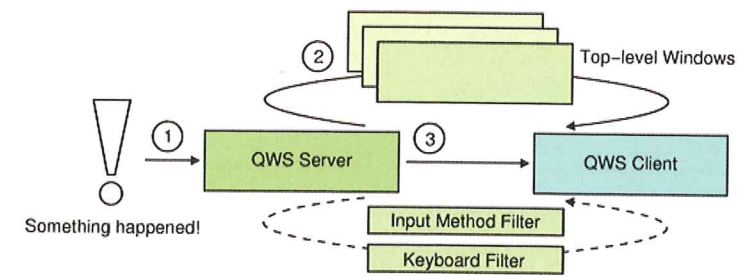 2
Top-level Windows
1
3
QWS Server
QWS Client
Something happened!
Input Method Filter
Keyboard Filter